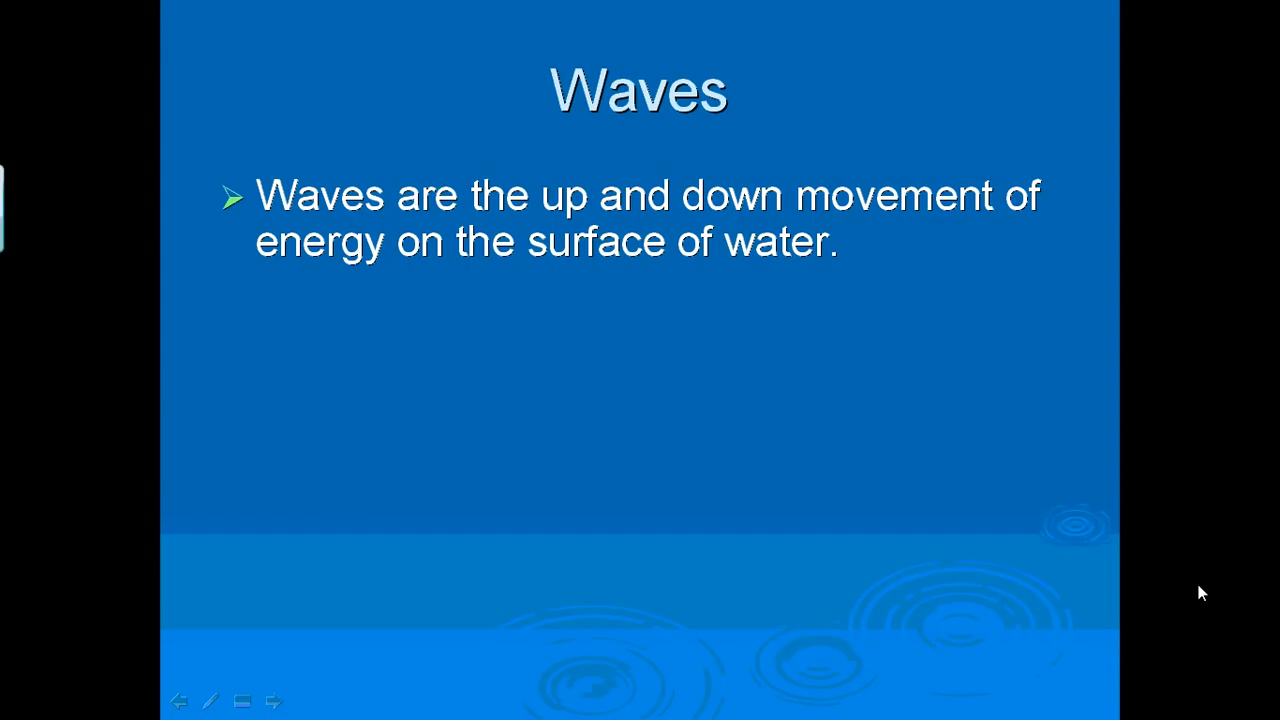 Waves
Waves are the up and down movement of
energy on the surface of water.